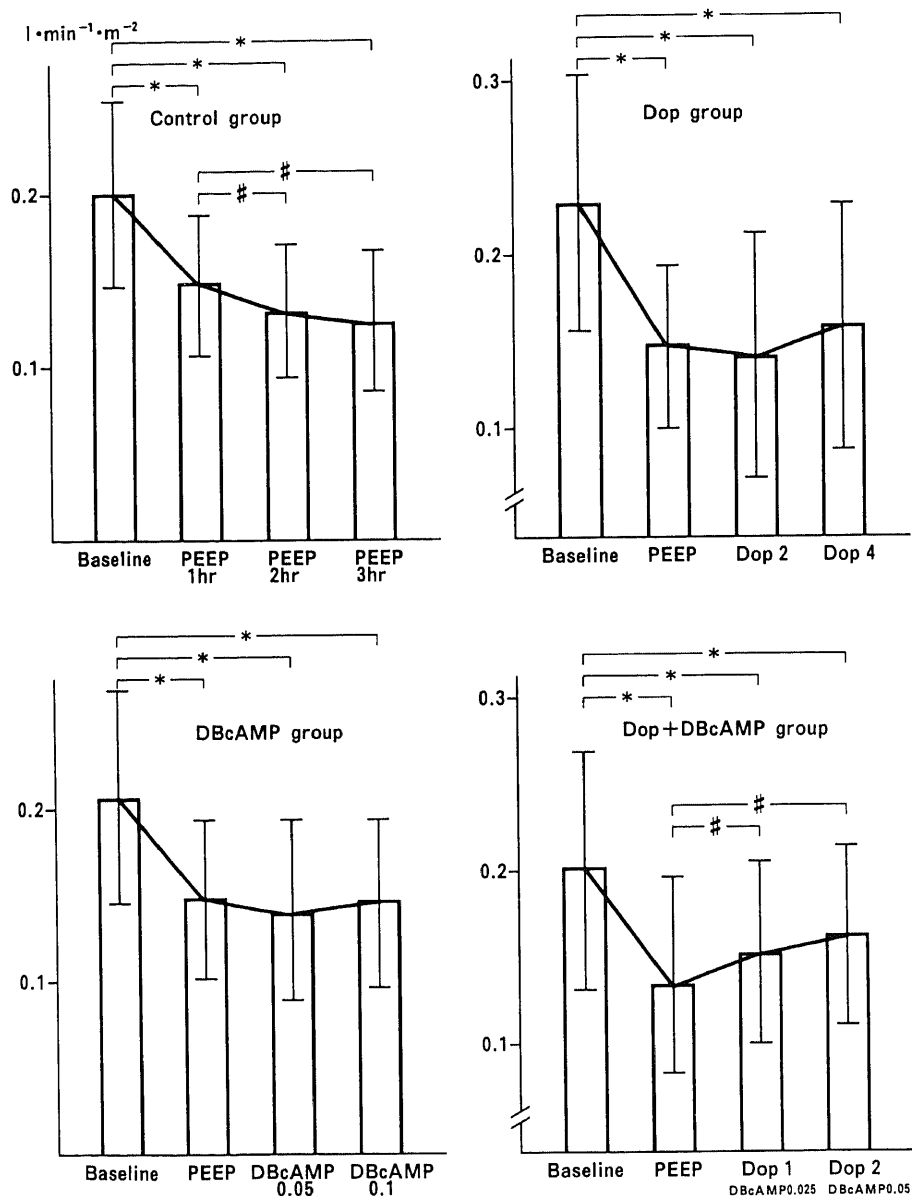 l•min⁻¹•m⁻²
*
*
*
Control group
♯
♯
0.2
0.1
Baseline PEEP PEEP PEEP
1hr 2hr 3hr
*
*
*
0.3
Dop group
0.2
0.1
Baseline PEEP Dop 2 Dop 4
*
*
*
DBcAMP group
0.2
0.1
Baseline PEEP DBcAMP DBcAMP
0.05 0.1
*
*
*
0.3
Dop+DBcAMP group
♯
♯
0.2
0.1
Baseline PEEP Dop 1 Dop 2
DBcAMP0.025 DBcAMP0.05